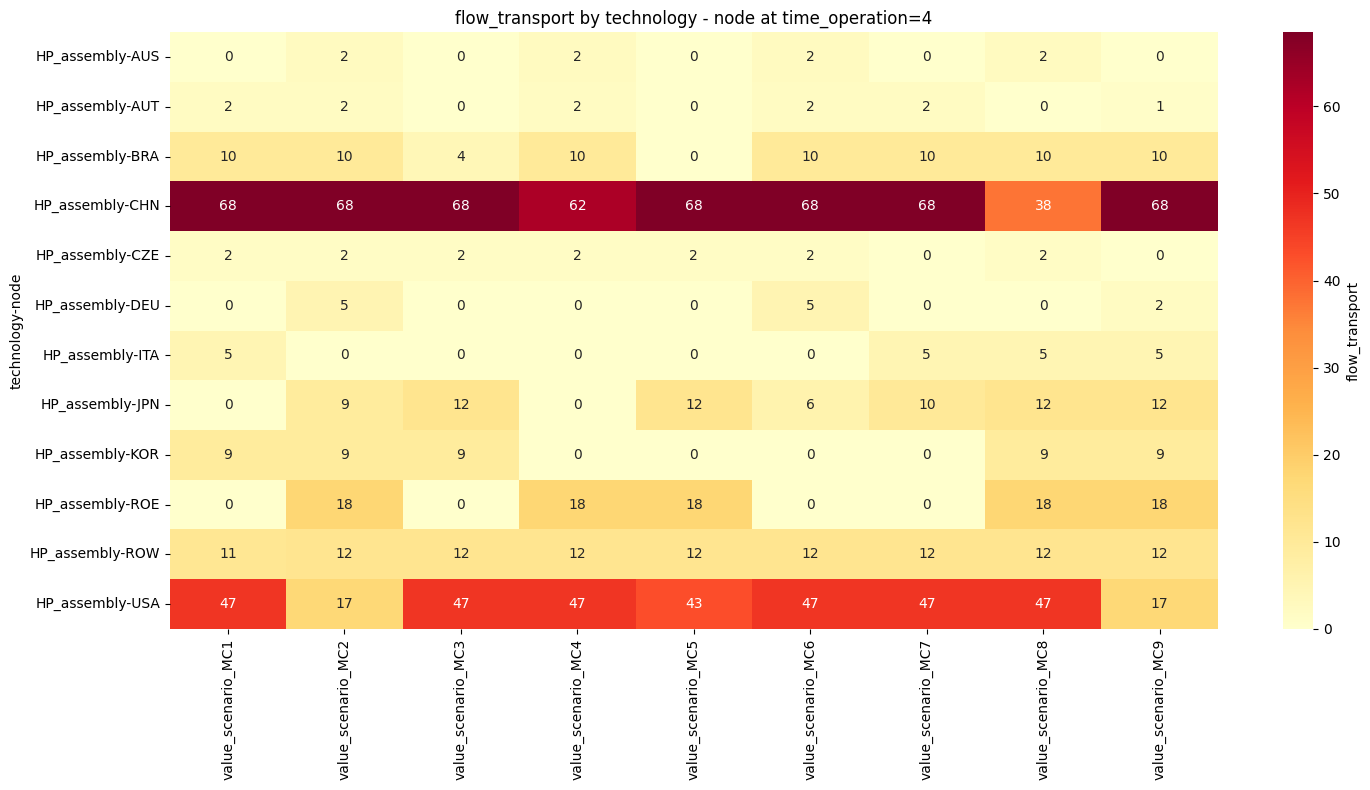 flow_transport by technology - node at time_operation=4
technology-node
HP_assembly-AUS 0 2 0 2 0 2 0 2 0
HP_assembly-AUT 2 2 0 2 0 2 2 0 1
HP_assembly-BRA 10 10 4 10 0 10 10 10 10
HP_assembly-CHN 68 68 68 62 68 68 68 38 68
HP_assembly-CZE 2 2 2 2 2 2 0 2 0
HP_assembly-DEU 0 5 0 0 0 5 0 0 2
HP_assembly-ITA 5 0 0 0 0 0 5 5 5
HP_assembly-JPN 0 9 12 0 12 6 10 12 12
HP_assembly-KOR 9 9 9 0 0 0 0 9 9
HP_assembly-ROE 0 18 0 18 18 0 0 18 18
HP_assembly-ROW 11 12 12 12 12 12 12 12 12
HP_assembly-USA 47 17 47 47 43 47 47 47 17
value_scenario_MC1
value_scenario_MC2
value_scenario_MC3
value_scenario_MC4
value_scenario_MC5
value_scenario_MC6
value_scenario_MC7
value_scenario_MC8
value_scenario_MC9
60
50
40
30
20
10
0
flow_transport